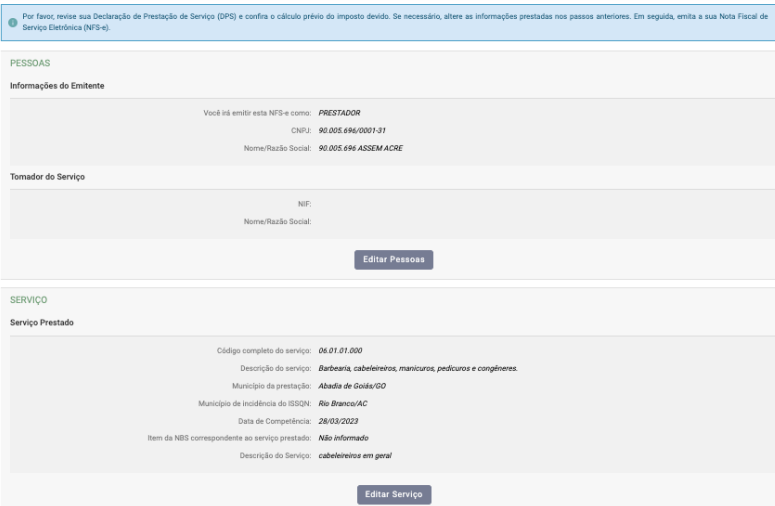 Por favor, revise sua Declaração de Prestação de Serviço (DPS) e confira o cálculo prévio do imposto devido. Se necessário, altere as informações prestadas nos passos anteriores. Em seguida, emita a sua Nota Fiscal de
Serviço Eletrônica (NFS-e).
PESSOAS
Informações do Emitente
Você irá emitir esta NFS-e como: PRESTADOR
CNPJ: 90.005.696/0001-31
Nome/Razão Social: 90.005.696 ASSEM ACRE
Tomador do Serviço
NIF:
Nome/Razão Social:
Editar Pessoas
SERVIÇO
Serviço Prestado
Código completo do serviço: 06.01.01.000
Descrição do serviço: Barbearia, cabeleireiros, manicuros, pedicuros e congêneres.
Município da prestação: Abadia de Goiás/GO
Município de incidência do ISSQN: Rio Branco/AC
Data de Competência: 28/03/2023
Item da NBS correspondente ao serviço prestado: Não informado
Descrição do Serviço: cabeleireiros em geral
Editar Serviço